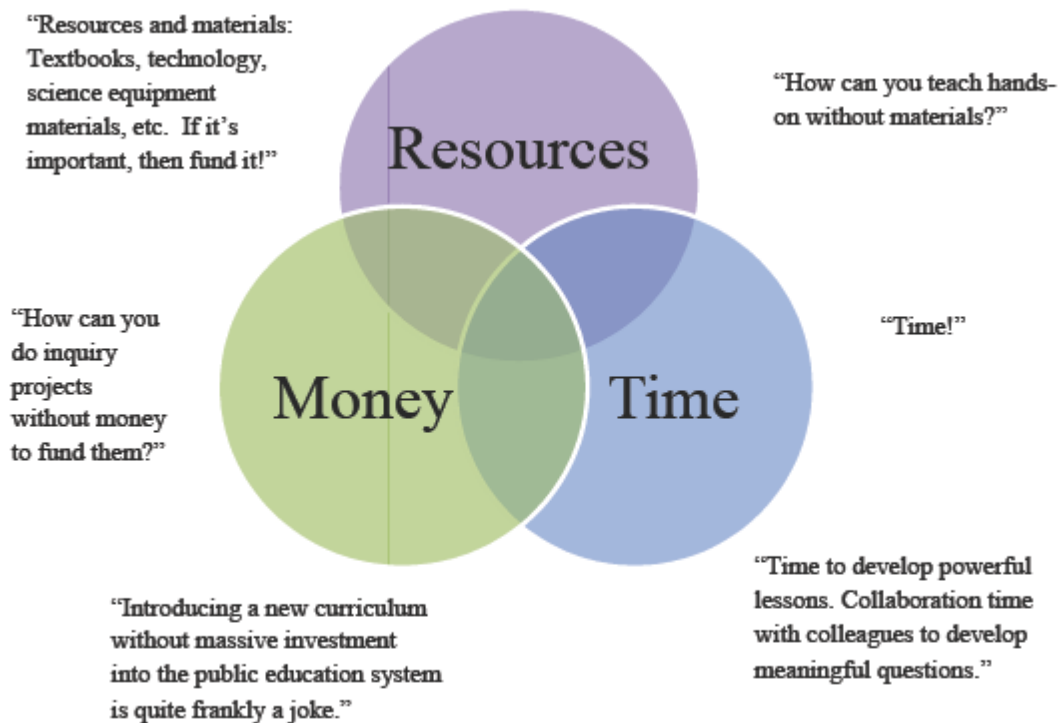 “Resources and materials:
Textbooks, technology,
science equipment
materials, etc.  If it’s
important, then fund it!”
“How can you teach hands-
on without materials?”
Resources
“How can you
do inquiry
projects
without money
to fund them?”
“Time!”
Money
Time
“Introducing a new curriculum
without massive investment
into the public education system
is quite frankly a joke.”
“Time to develop powerful
lessons. Collaboration time
with colleagues to develop
meaningful questions.”